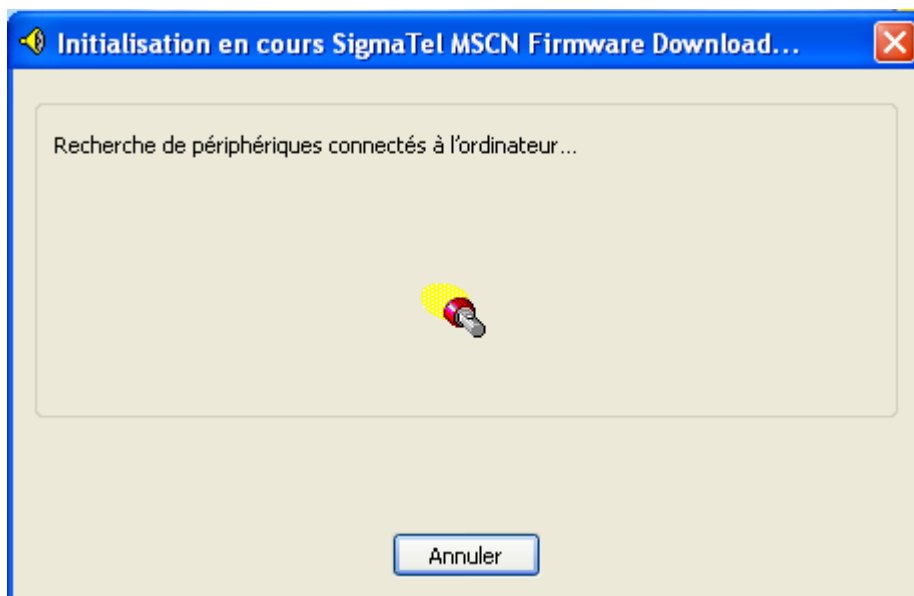 Initialisation en cours SigmaTel MSCN Firmware Download...
Recherche de périphériques connectés à l'ordinateur...
Annuler